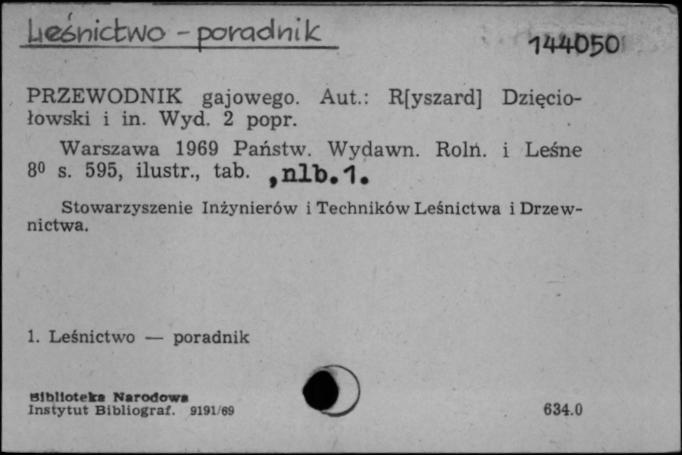 Leśnictwo - poradnik
144050
PRZEWODNIK gajowego. Aut.: R[yszard] Dzięcio-
łowski i in. Wyd. 2 popr.
Warszawa 1969 Państw. Wydawn. Roln. i Leśne
8⁰ s. 595, ilustr., tab. , nlb. 1.
Stowarzyszenie Inżynierów i Techników Leśnictwa i Drzew-
nictwa.
1. Leśnictwo — poradnik
Biblioteka Narodowa
Instytut Bibliograf. 9191/69
634.0